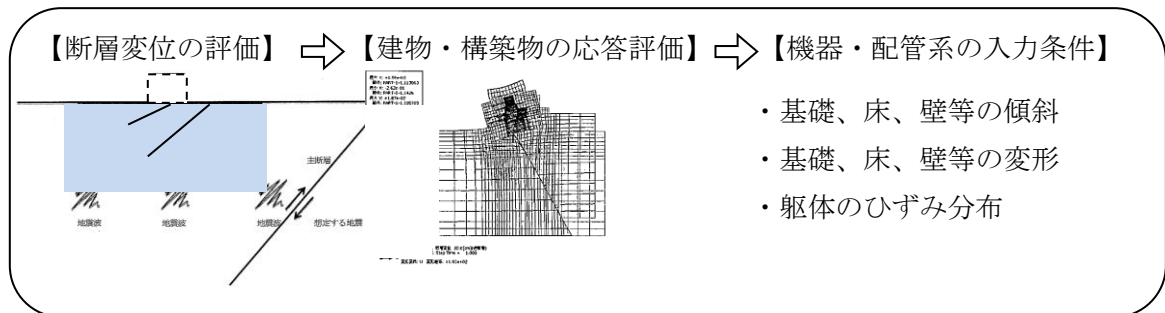 【断層変位の評価】
【建物・構築物の応答評価】
【機器・配管系の入力条件】
主断層
地震波
地震波
地震波
想定する地震
・基礎、床、壁等の傾斜
・基礎、床、壁等の変形
・躯体のひずみ分布